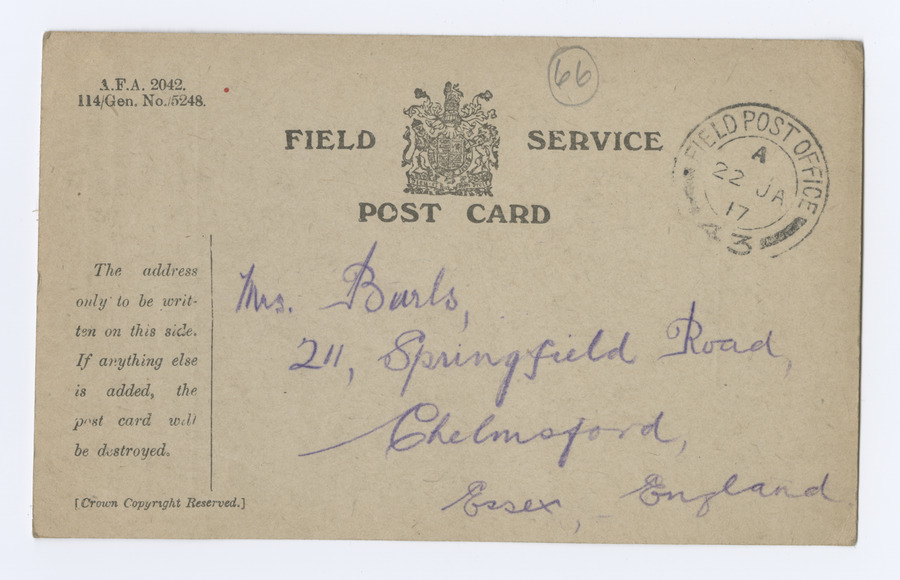 A.F.A. 2042.
114/Gen. No./5248.
66
FIELD SERVICE
POST CARD
FIELD POST OFFICE
A
22 JA
17
43
The address
only to be writ-
ten on this side.
If anything else
is added, the
post card will
be destroyed.
[Crown Copyright Reserved.]
Mrs. Burls,
211, Springfield Road,
Chelmsford,
Essex, England